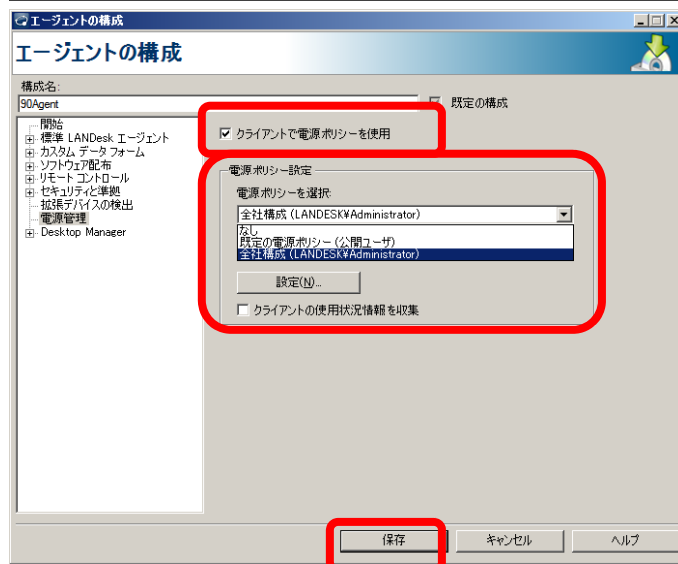 エージェントの構成
エージェントの構成
構成名:
90Agent
既定の構成
開始
標準 LANDesk エージェント
カスタム データ フォーム
ソフトウェア配布
リモート コントロール
セキュリティと準拠
拡張デバイスの検出
電源管理
Desktop Manager
クライアントで電源ポリシーを使用
電源ポリシー設定
電源ポリシーを選択:
全社構成 (LANDESK¥Administrator)
なし
既定の電源ポリシー (公開ユーザ)
全社構成 (LANDESK¥Administrator)
設定(N)...
クライアントの使用状況情報を収集
保存
キャンセル
ヘルプ